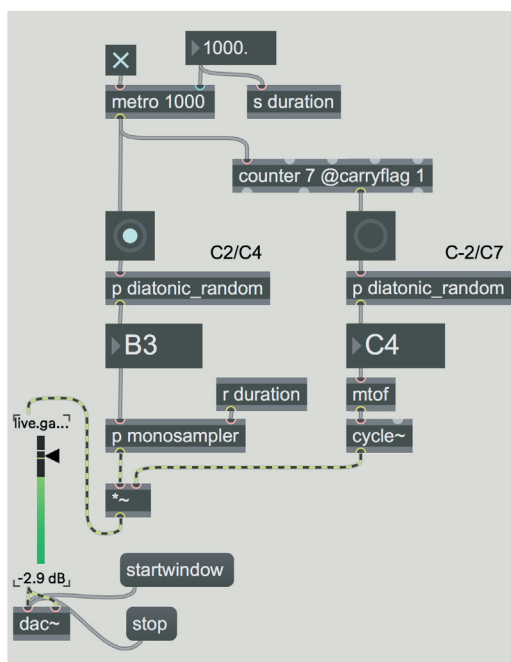 1000.
metro 1000
s duration
counter 7 @carryflag 1
C2/C4
C-2/C7
p diatonic_random
p diatonic_random
B3
C4
r duration
mtof
live.ga...
p monosampler
cycle~
*~
startwindow
-2.9 dB
dac~
stop